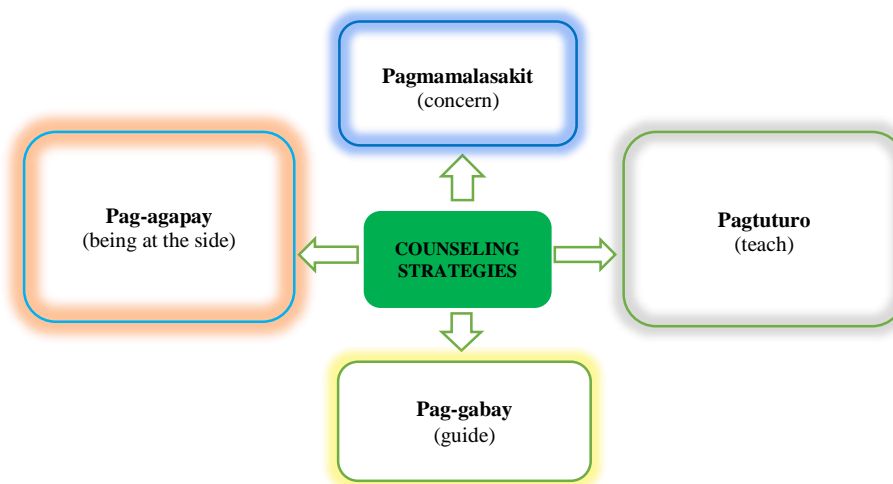 Pagmamalasakit
(concern)
Pag-agapay
(being at the side)
COUNSELING
STRATEGIES
Pagtuturo
(teach)
Pag-gabay
(guide)